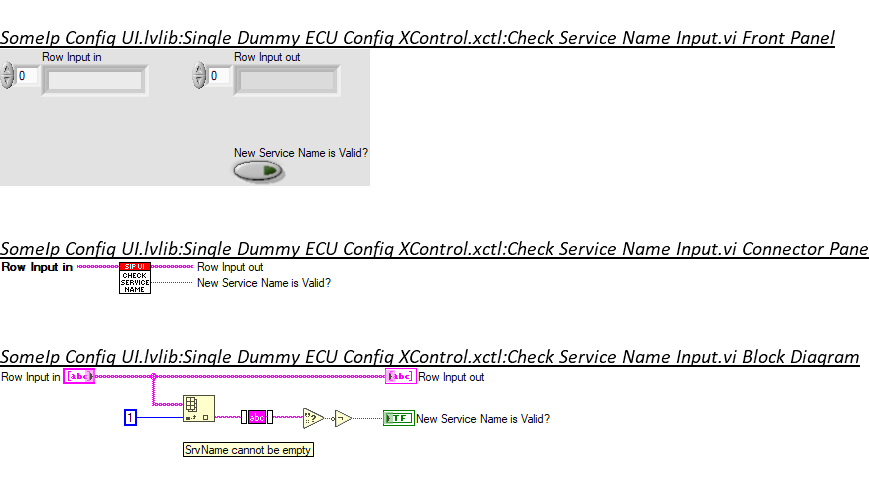 SomeIp Config UI.lvlib:Single Dummy ECU Config XControl.xctl:Check Service Name Input.vi Front Panel
Row Input in
Row Input out
0
0
New Service Name is Valid?
SomeIp Config UI.lvlib:Single Dummy ECU Config XControl.xctl:Check Service Name Input.vi Connector Pane
Row Input in
SIP UI
CHECK
SERVICE
NAME
Row Input out
New Service Name is Valid?
SomeIp Config UI.lvlib:Single Dummy ECU Config XControl.xctl:Check Service Name Input.vi Block Diagram
Row Input in
[abc]
[abc]
Row Input out
1
abc
?
TF
New Service Name is Valid?
SrvName cannot be empty